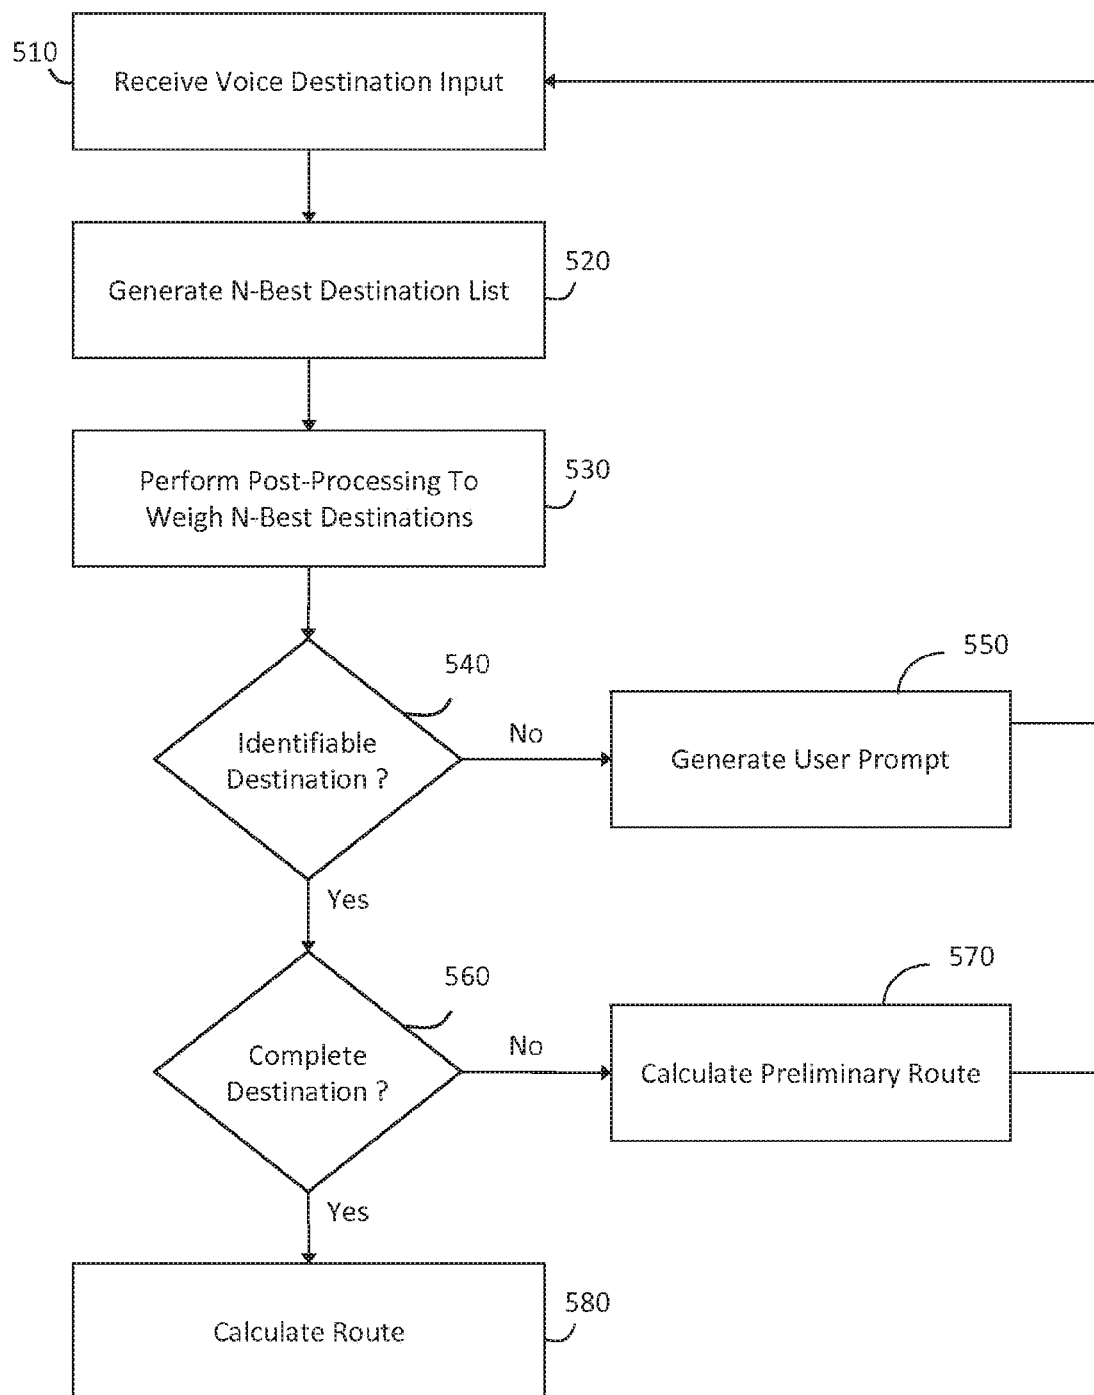 510
Receive Voice Destination Input
520
Generate N-Best Destination List
530
Perform Post-Processing To
Weigh N-Best Destinations
540
Identifiable
Destination ?
No
550
Generate User Prompt
Yes
560
Complete
Destination ?
No
570
Calculate Preliminary Route
Yes
580
Calculate Route